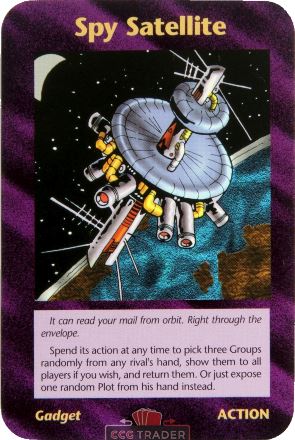 Spy Satellite
It can read your mail from orbit. Right through the
envelope.
Spend its action at any time to pick three Groups
randomly from any rival's hand, show them to all
players if you wish, and return them. Or just expose
one random Plot from his hand instead.
Gadget
ACTION
CCG TRADER